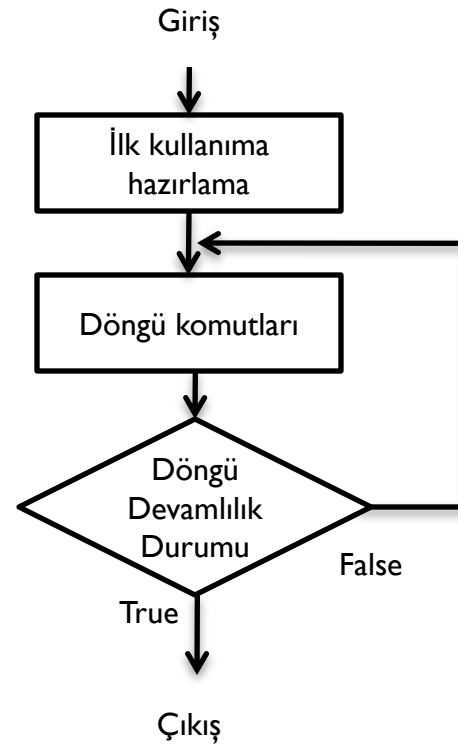 Giriş
İlk kullanıma
hazırlama
Döngü komutları
Döngü
Devamlılık
Durumu
False
True
Çıkış